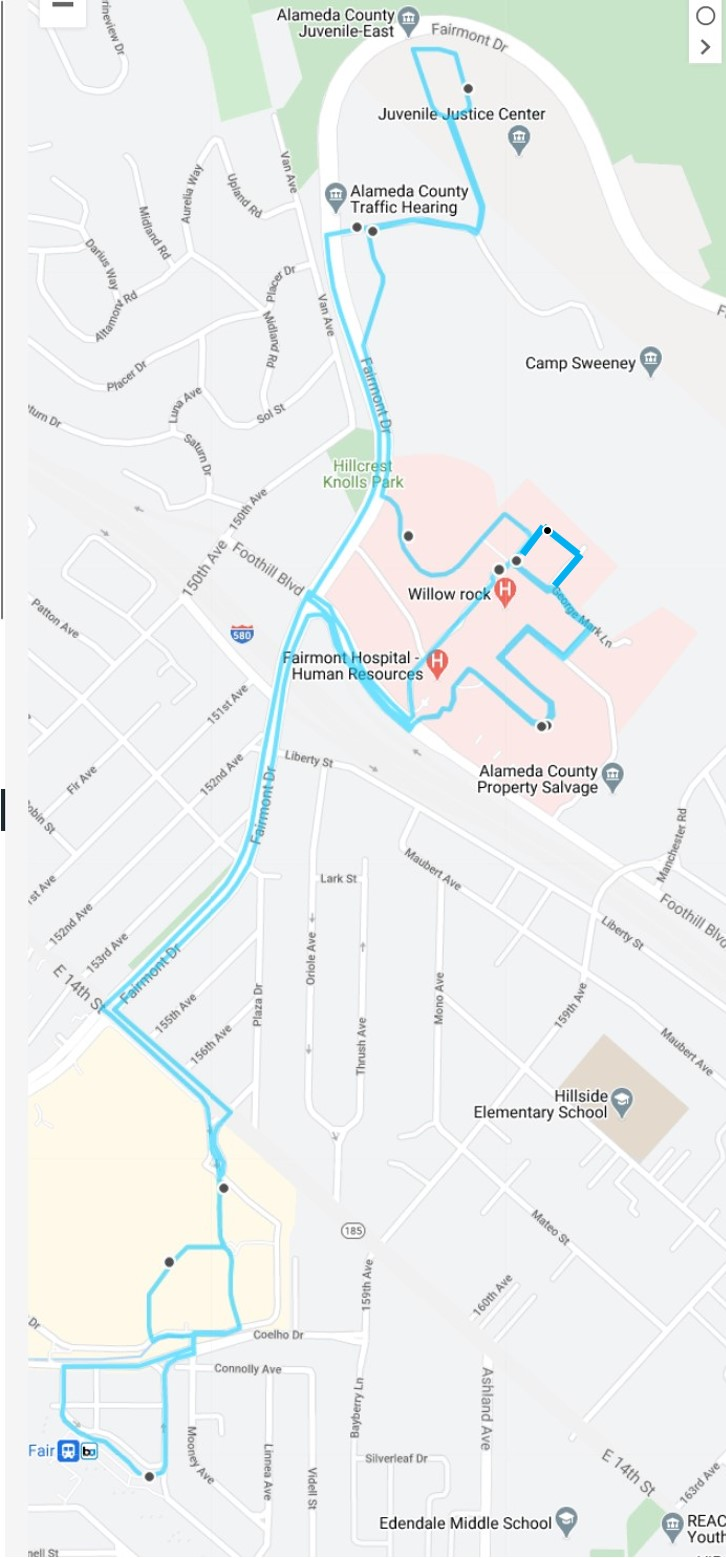 Alameda County
Juvenile-East
Fairmont Dr
Juvenile Justice Center
Van Ave
Upland Rd
Aurelia Way
Midland Rd
Alameda County
Traffic Hearing
Darius Way
Altamont Rd
Placer Dr
Van Ave
Midland Rd
Camp Sweeney
Placer Dr
Fairmont Dr
Luna Ave
Sol St
Saturn Dr
Hillcrest
Knolls Park
150th Ave
150th Ave
Foothill Blvd
Willow rock
H
George Mark Ln
Patton Ave
580
Fairmont Hospital -
Human Resources
H
151st Ave
152nd Ave
Liberty St
Fir Ave
Fairmont Dr
Alameda County
Property Salvage
Manchester Rd
Maubert Ave
Lark St
Foothill Blvd
152nd Ave
153rd Ave
Liberty St
Fairmont Dr
E 14th St
Oriole Ave
Mono Ave
Plaza Dr
155th Ave
156th Ave
Thrush Ave
159th Ave
Maubert Ave
Hillside
Elementary School
185
Mateo St
159th Ave
160th Ave
Dr
Coelho Dr
Connolly Ave
Ashland Ave
Bayberry Ln
Fair
ba
Mooney Ave
Linnea Ave
Videll St
Silverleaf Dr
E 14th St
163rd Ave
Edendale Middle School
REAC
Youth
nell St